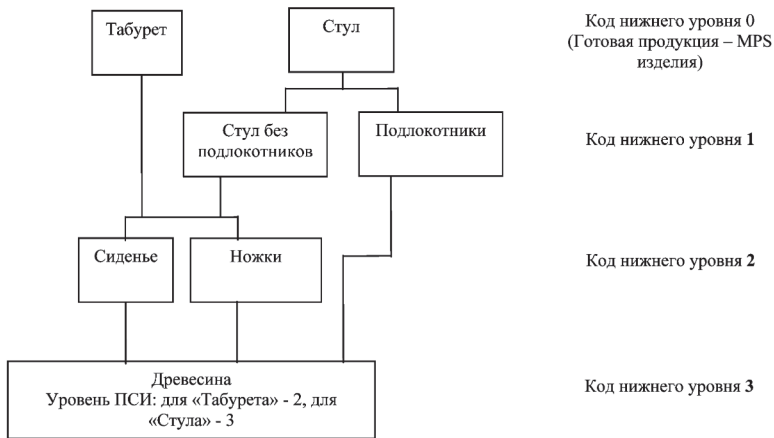 Табурет
Стул
Код нижнего уровня 0
(Готовая продукция – MPS
изделия)
Стул без
подлокотников
Подлокотники
Код нижнего уровня 1
Сиденье
Ножки
Код нижнего уровня 2
Древесина
Уровень ПСИ: для «Табурета» - 2, для
«Стула» - 3
Код нижнего уровня 3